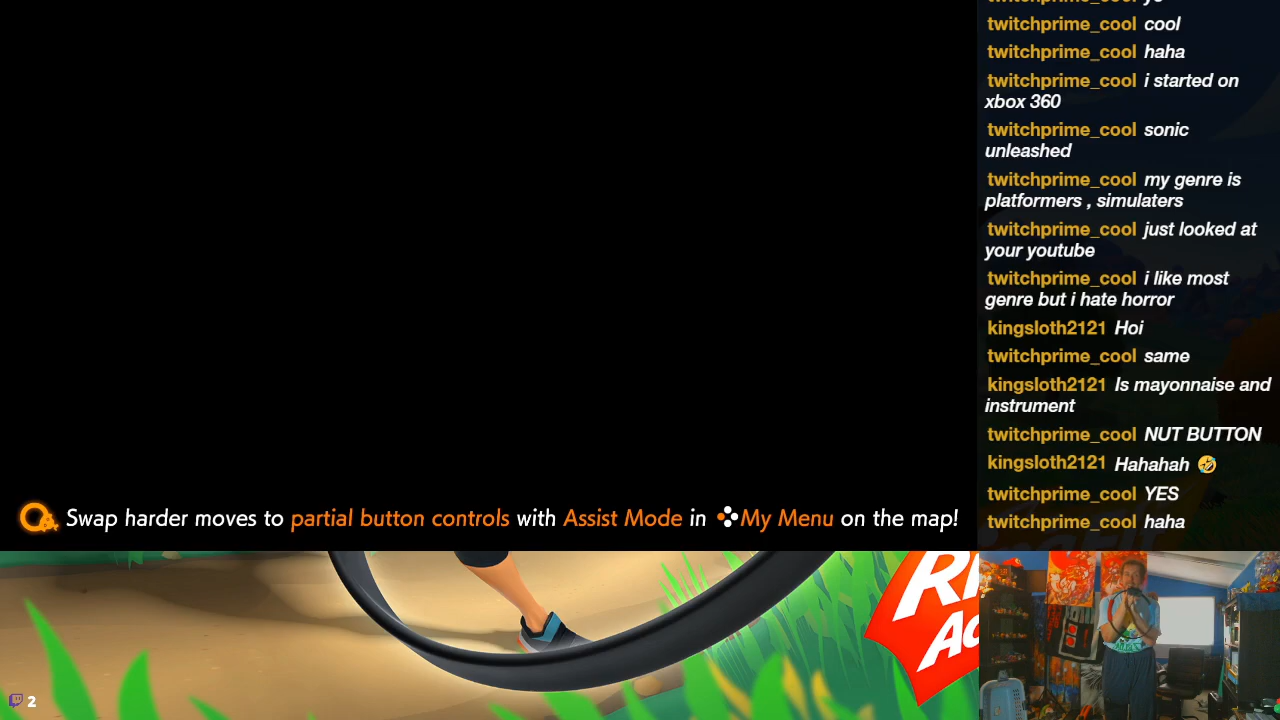 twitchprime_cool yo
twitchprime_cool cool
twitchprime_cool haha
twitchprime_cool i started on
xbox 360
twitchprime_cool sonic
unleashed
twitchprime_cool my genre is
platformers , simulaters
twitchprime_cool just looked at
your youtube
twitchprime_cool i like most
genre but i hate horror
kingsloth2121 Hoi
twitchprime_cool same
kingsloth2121 Is mayonnaise and
instrument
twitchprime_cool NUT BUTTON
kingsloth2121 Hahahah 🤣
twitchprime_cool YES
twitchprime_cool haha
Swap harder moves to partial button controls with Assist Mode in My Menu on the map!
2